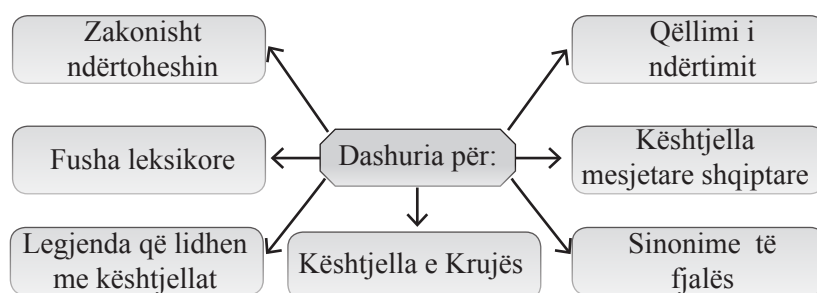 Zakonisht
ndërtoheshin
Qëllimi i
ndërtimit
Fusha leksikore
Dashuria për:
Kështjella
mesjetare shqiptare
Legjenda që lidhen
me kështjellat
Kështjella e Krujës
Sinonime të
fjalës